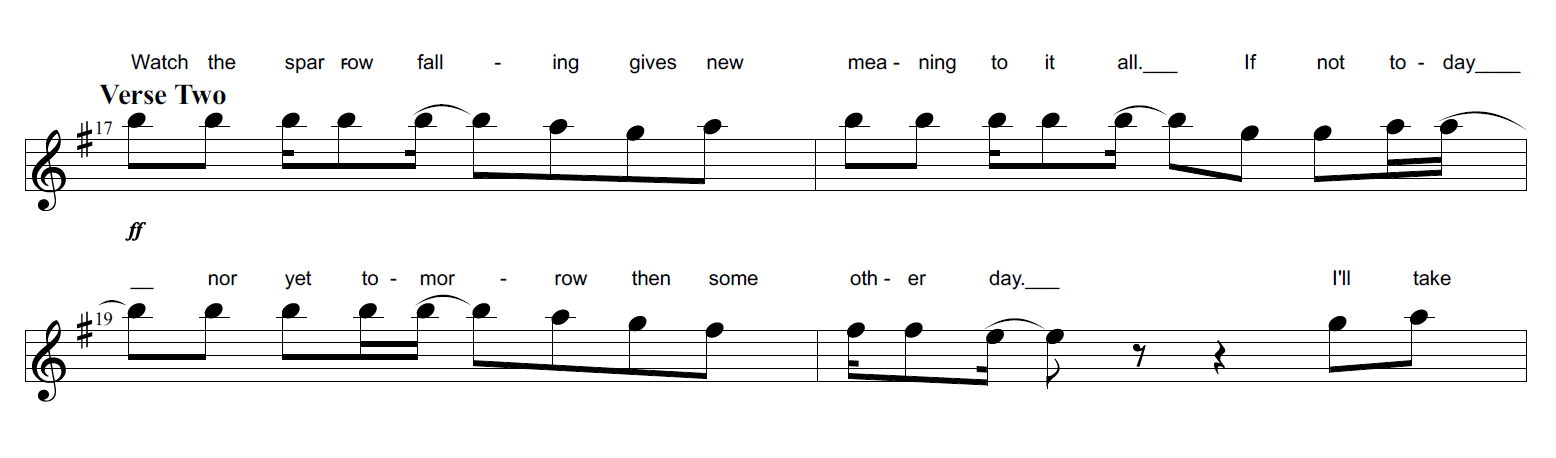 Watch the spar - row fall - ing gives new mea - ning to it all.___ If not to - day____
Verse Two
17
ff
__ nor yet to - mor - row then some oth - er day.___ I'll take
19